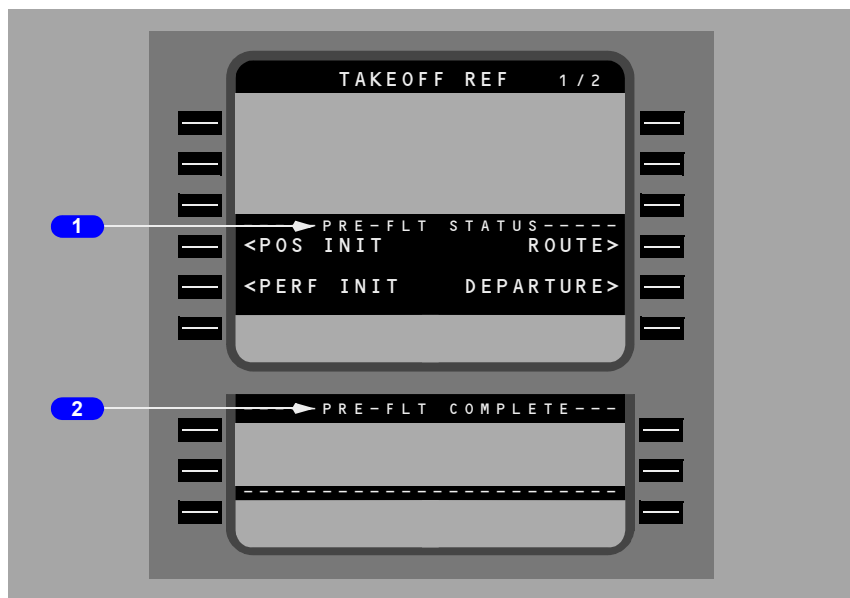 TAKEOFF REF 1/2
1
-----PRE-FLT STATUS-----
<POS INIT ROUTE>
<PERF INIT DEPARTURE>
2
-----PRE-FLT COMPLETE---
------------------------